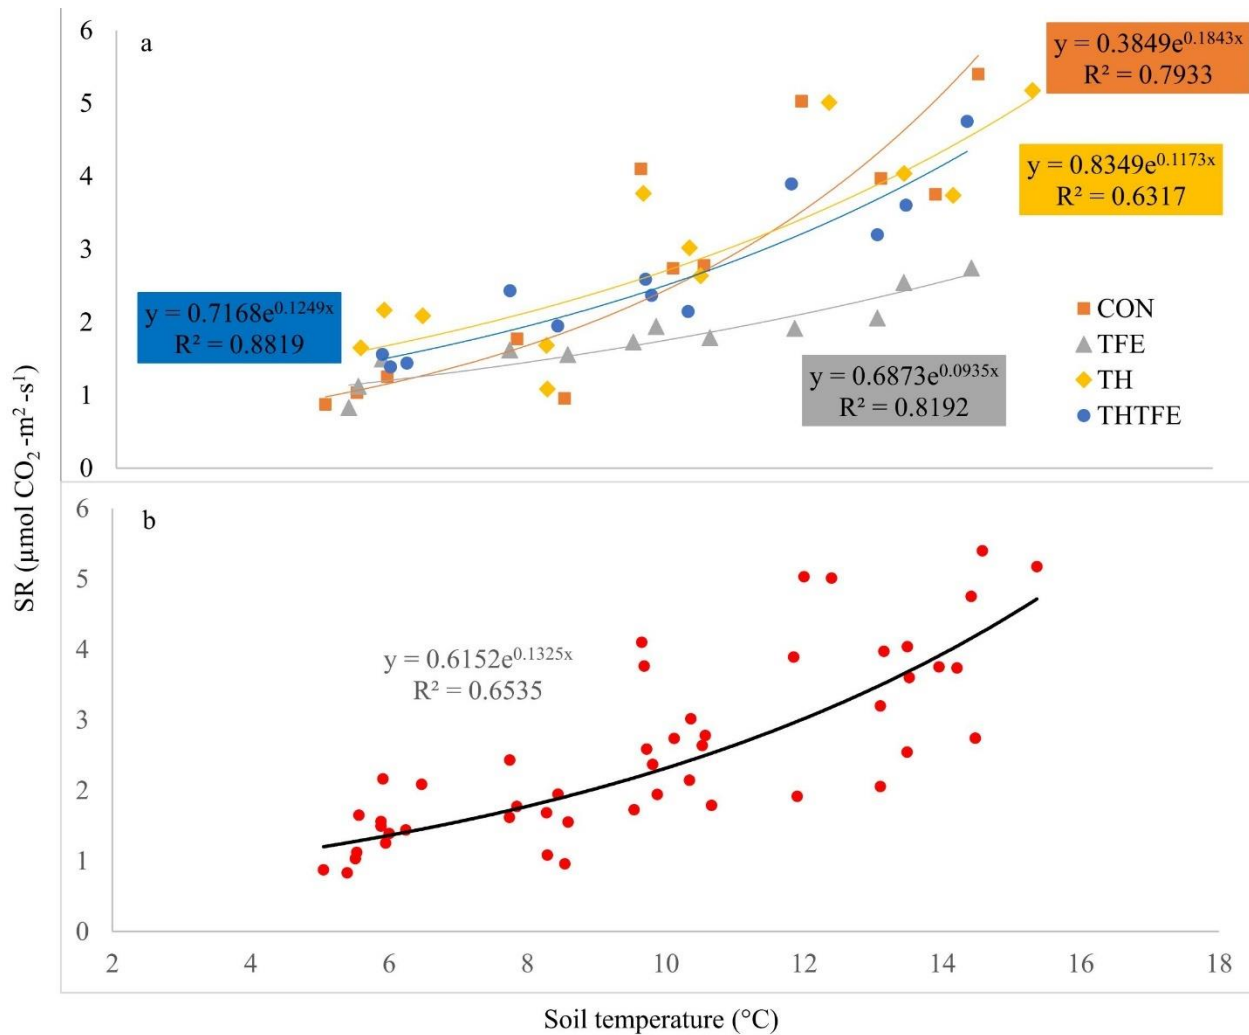 6
a
y = 0.3849e^0.1843x
R² = 0.7933
5
4
y = 0.8349e^0.1173x
R² = 0.6317
3
y = 0.7168e^0.1249x
R² = 0.8819
CON
2
TFE
y = 0.6873e^0.0935x
R² = 0.8192
TH
1
THTFE
0
SR (µmol CO₂ -m² -s¹)
6
b
5
4
y = 0.6152e^0.1325x
R² = 0.6535
3
2
1
0
2 4 6 8 10 12 14 16 18
Soil temperature (°C)